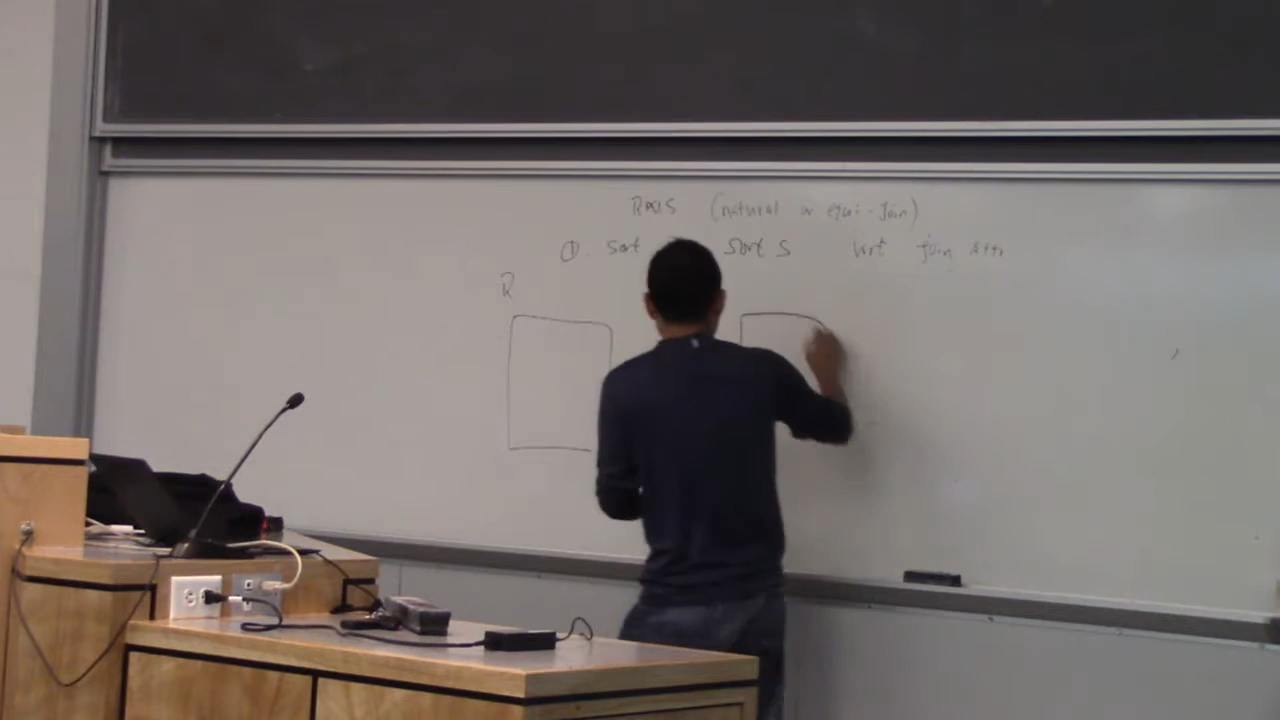 R⋈S (natural or equi-join)
①. sort sort S wrt join attr
R